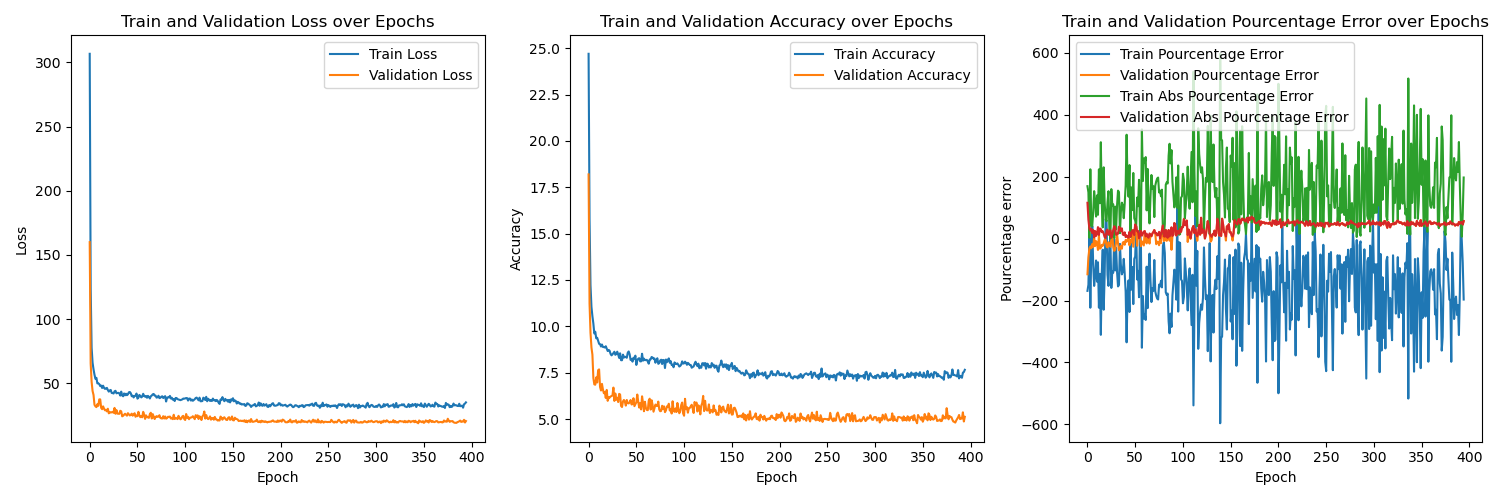 Train and Validation Loss over Epochs
Train Loss
Validation Loss
Loss
300
250
200
150
100
50
0 50 100 150 200 250 300 350 400
Epoch
Train and Validation Accuracy over Epochs
Train Accuracy
Validation Accuracy
Accuracy
25.0
22.5
20.0
17.5
15.0
12.5
10.0
7.5
5.0
0 50 100 150 200 250 300 350 400
Epoch
Train and Validation Pourcentage Error over Epochs
Train Pourcentage Error
Validation Pourcentage Error
Train Abs Pourcentage Error
Validation Abs Pourcentage Error
Pourcentage error
600
400
200
0
−200
−400
−600
0 50 100 150 200 250 300 350 400
Epoch